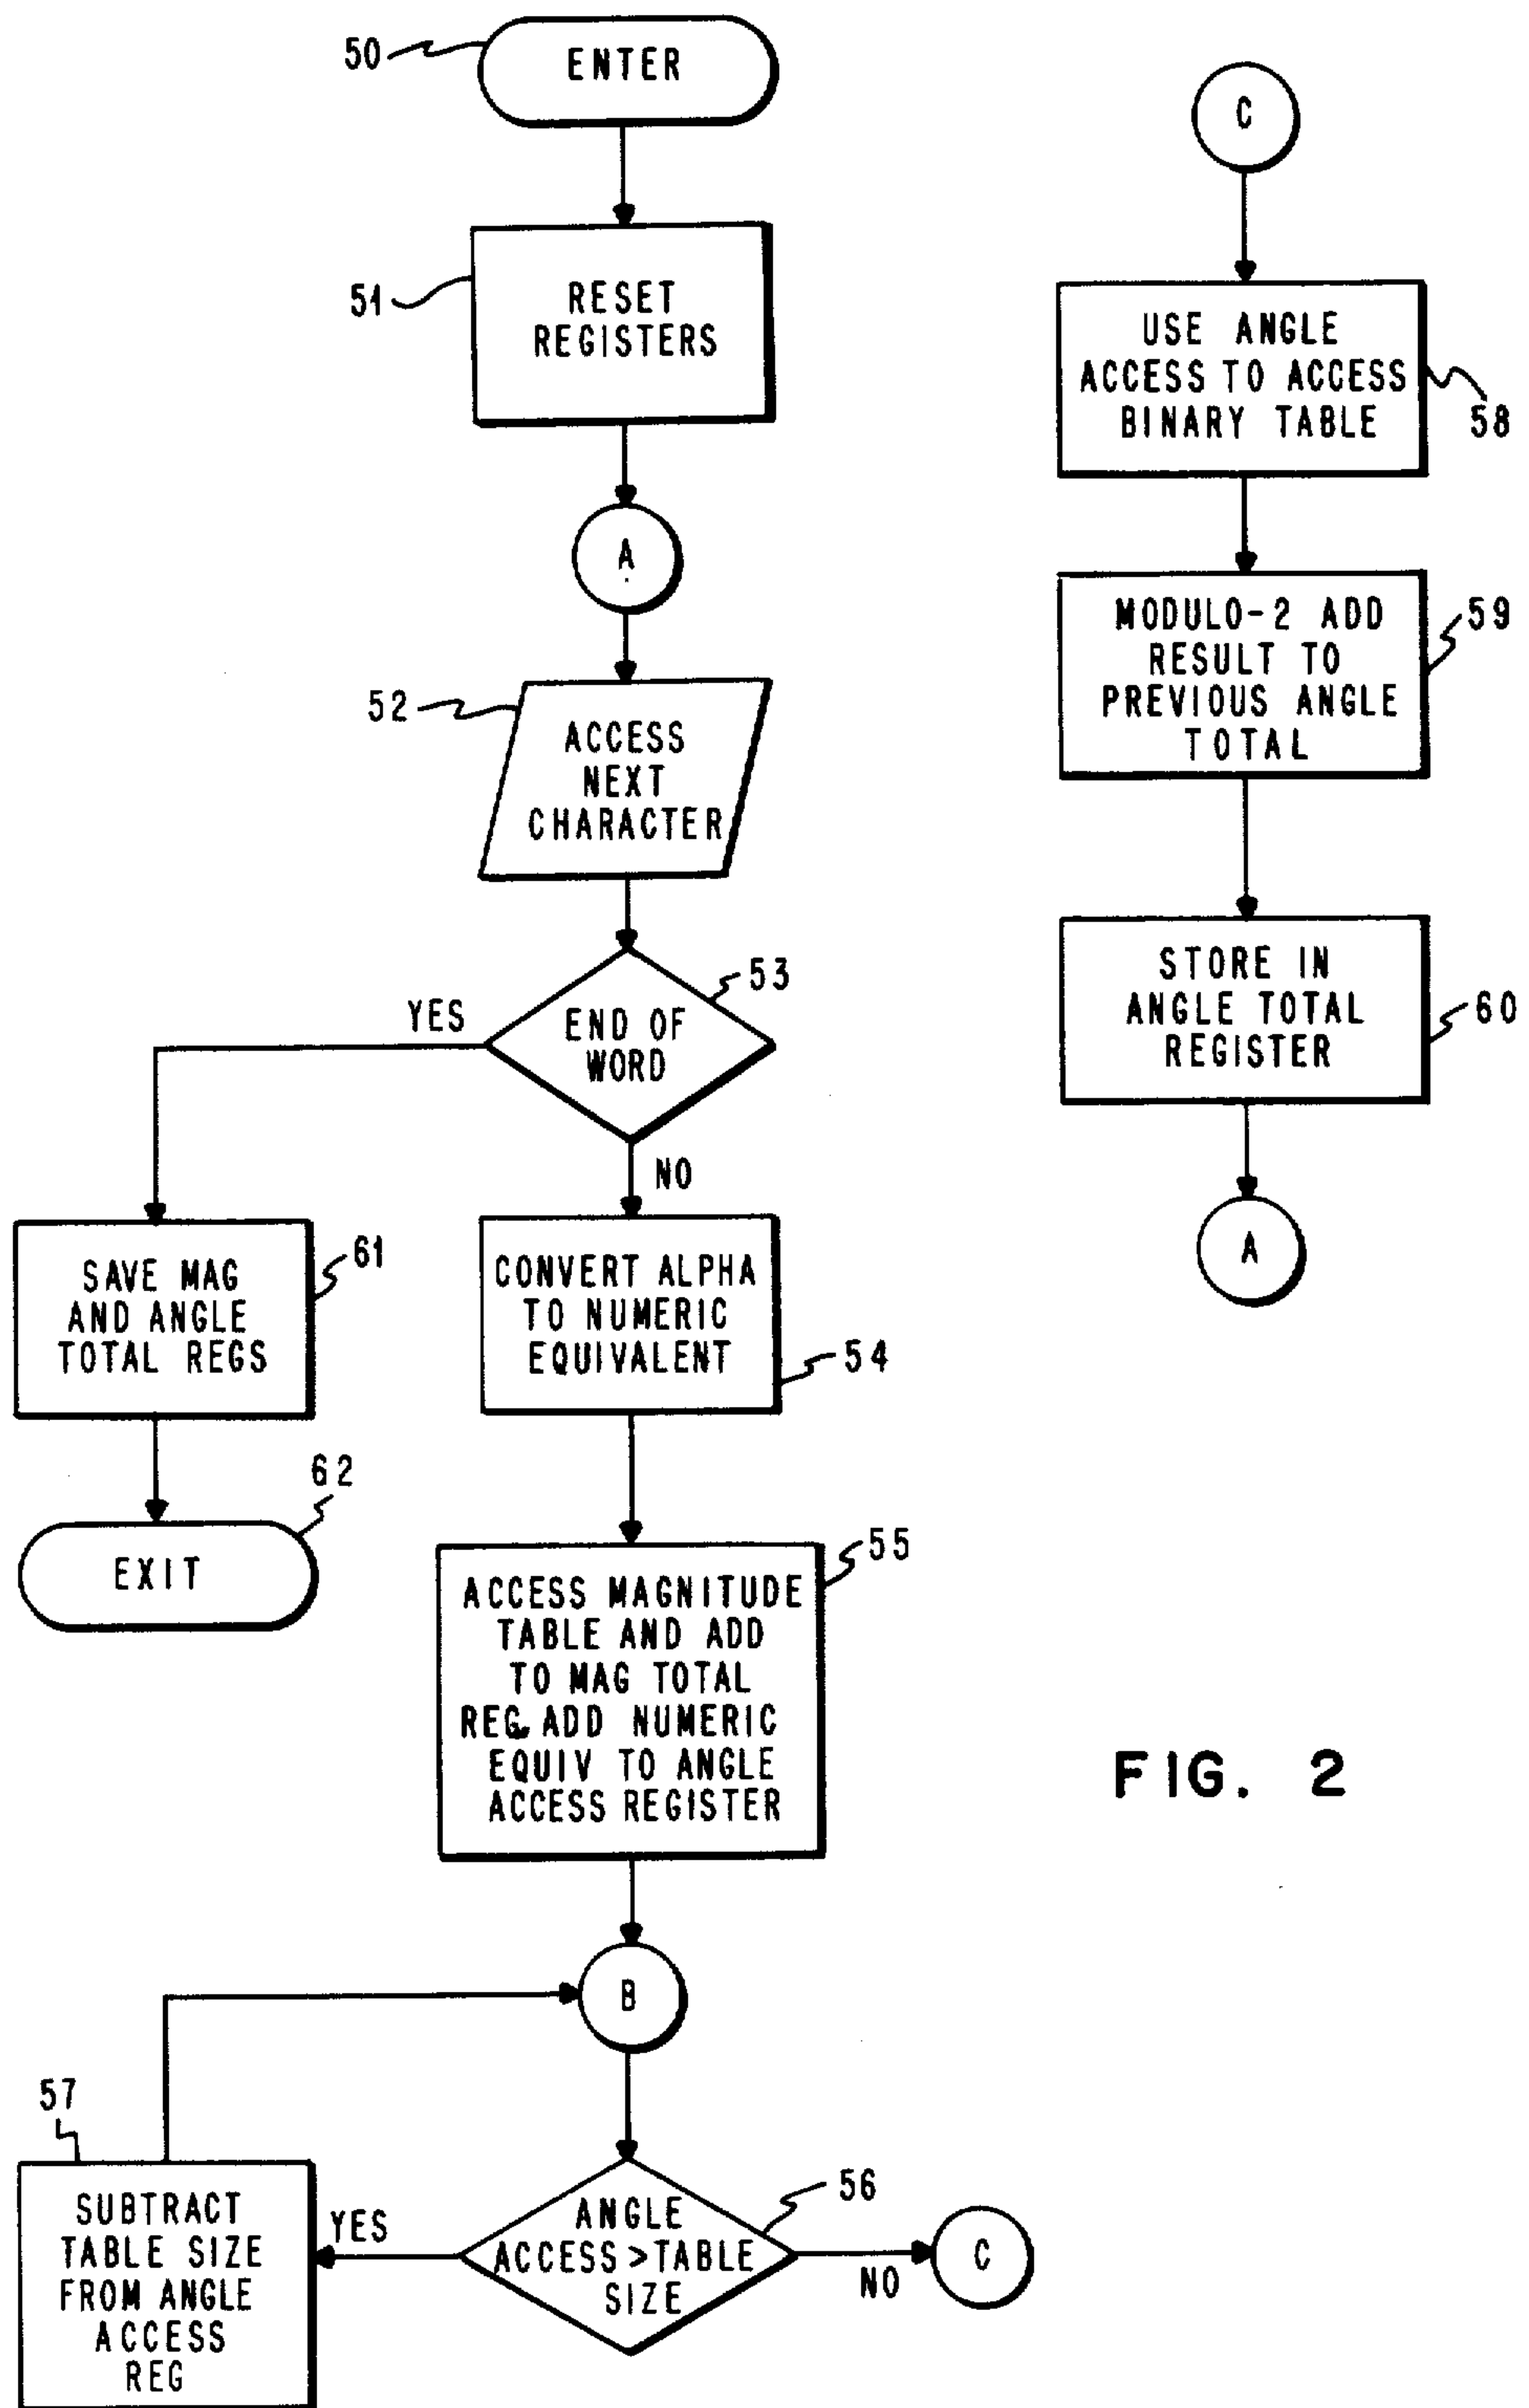 50
ENTER
51
RESET
REGISTERS
A
52
ACCESS
NEXT
CHARACTER
53
END OF
WORD
YES
NO
SAVE MAG
AND ANGLE
TOTAL REGS
61
62
EXIT
CONVERT ALPHA
TO NUMERIC
EQUIVALENT
54
55
ACCESS MAGNITUDE
TABLE AND ADD
TO MAG TOTAL
REG. ADD NUMERIC
EQUIV TO ANGLE
ACCESS REGISTER
B
57
SUBTRACT
TABLE SIZE
FROM ANGLE
ACCESS
REG
YES
56
ANGLE
ACCESS>TABLE
SIZE
NO
C
C
USE ANGLE
ACCESS TO ACCESS
BINARY TABLE
58
MODULO-2 ADD
RESULT TO
PREVIOUS ANGLE
TOTAL
59
STORE IN
ANGLE TOTAL
REGISTER
60
A
FIG. 2